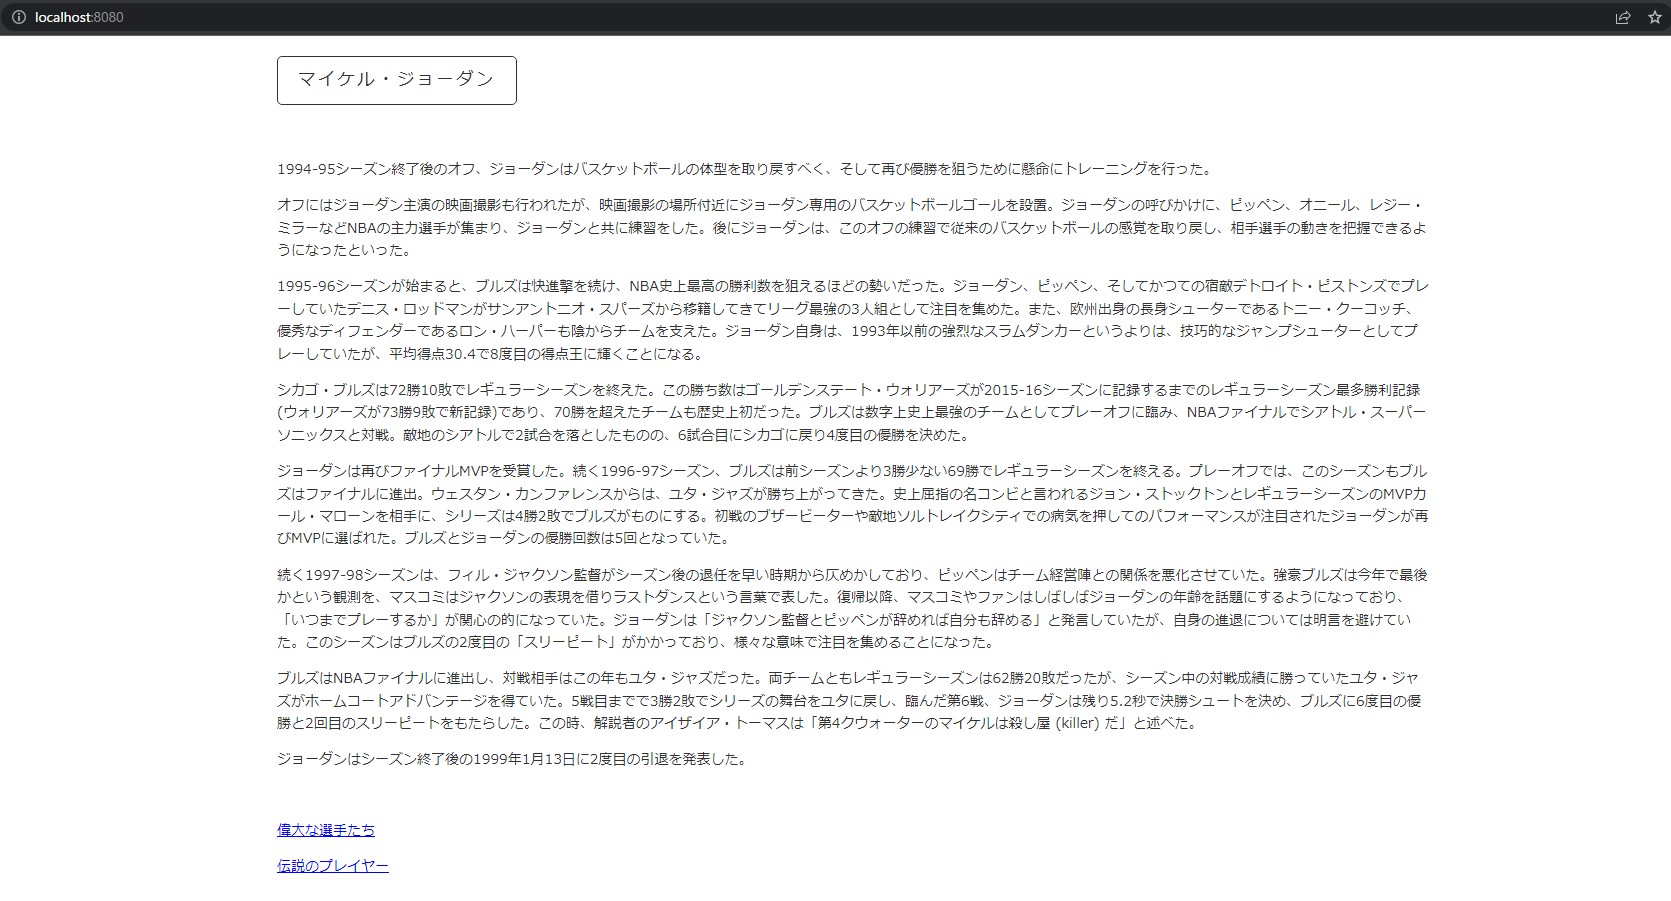 localhost:8080
マイケル・ジョーダン
1994-95シーズン終了後のオフ、ジョーダンはバスケットボールの体型を取り戻すべく、そして再び優勝を狙うために懸命にトレーニングを行った。
オフにはジョーダン主演の映画撮影も行われたが、映画撮影の場所付近にジョーダン専用のバスケットボールゴールを設置。ジョーダンの呼びかけに、ピッペン、オニール、レジー・
ミラーなどNBAの主力選手が集まり、ジョーダンと共に練習をした。後にジョーダンは、このオフの練習で従来のバスケットボールの感覚を取り戻し、相手選手の動きを把握できるよ
うになったといった。
1995-96シーズンが始まると、ブルズは快進撃を続け、NBA史上最高の勝利数を狙えるほどの勢いだった。ジョーダン、ピッペン、そしてかつての宿敵デトロイト・ピストンズでプレ
ーしていたデニス・ロッドマンがサンアントニオ・スパーズから移籍してきてリーグ最強の3人組として注目を集めた。また、欧州出身の長身シューターであるトニー・クーコッチ、
優秀なディフェンダーであるロン・ハーパーも陰からチームを支えた。ジョーダン自身は、1993年以前の強烈なスラムダンカーというよりは、技巧的なジャンプシューターとしてプ
レーしていたが、平均得点30.4で8度目の得点王に輝くことになる。
シカゴ・ブルズは72勝10敗でレギュラーシーズンを終えた。この勝ち数はゴールデンステート・ウォリアーズが2015-16シーズンに記録するまでのレギュラーシーズン最多勝利記録
(ウォリアーズが73勝9敗で新記録)であり、70勝を超えたチームも歴史上初だった。ブルズは数字上史上最強のチームとしてプレーオフに臨み、NBAファイナルでシアトル・スーパー
ソニックスと対戦。敵地のシアトルで2試合を落としたものの、6試合目にシカゴに戻り4度目の優勝を決めた。
ジョーダンは再びファイナルMVPを受賞した。続く1996-97シーズン、ブルズは前シーズンより3勝少ない69勝でレギュラーシーズンを終える。プレーオフでは、このシーズンもブル
ズはファイナルに進出。ウェスタン・カンファレンスからは、ユタ・ジャズが勝ち上がってきた。史上屈指の名コンビと言われるジョン・ストックトンとレギュラーシーズンのMVPカ
ール・マローンを相手に、シリーズは4勝2敗でブルズがものにする。初戦のブザービーターや敵地ソルトレイクシティでの病気を押してのパフォーマンスが注目されたジョーダンが再
びMVPに選ばれた。ブルズとジョーダンの優勝回数は5回となっていた。
続く1997-98シーズンは、フィル・ジャクソン監督がシーズン後の退任を早い時期から仄めかしており、ピッペンはチーム経営陣との関係を悪化させていた。強豪ブルズは今年で最後
かという観測を、マスコミはジャクソンの表現を借りラストダンスという言葉で表した。復帰以降、マスコミやファンはしばしばジョーダンの年齢を話題にするようになっており、
「いつまでプレーするか」が関心の的になっていた。ジョーダンは「ジャクソン監督とピッペンが辞めれば自分も辞める」と発言していたが、自身の進退については明言を避けてい
た。このシーズンはブルズの2度目の「スリーピート」がかかっており、様々な意味で注目を集めることになった。
ブルズはNBAファイナルに進出し、対戦相手はこの年もユタ・ジャズだった。両チームともレギュラーシーズンは62勝20敗だったが、シーズン中の対戦成績に勝っていたユタ・ジャ
ズがホームコートアドバンテージを得ていた。5戦目までで3勝2敗でシリーズの舞台をユタに戻し、臨んだ第6戦、ジョーダンは残り5.2秒で決勝シュートを決め、ブルズに6度目の優
勝と2回目のスリーピートをもたらした。この時、解説者のアイザイア・トーマスは「第4クウォーターのマイケルは殺し屋 (killer) だ」と述べた。
ジョーダンはシーズン終了後の1999年1月13日に2度目の引退を発表した。
偉大な選手たち
伝説のプレイヤー